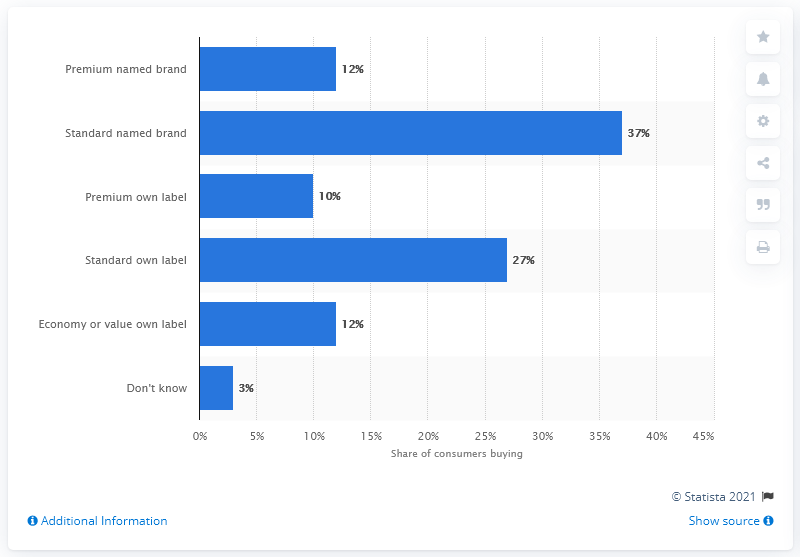 Premium named brand 12%
Standard named brand 37%
Premium own label 10%
Standard own label 27%
Economy or value own label 12%
Don't know 3%
0% 5% 10% 15% 20% 25% 30% 35% 40% 45%
Share of consumers buying
© Statista 2021
Additional Information Show source